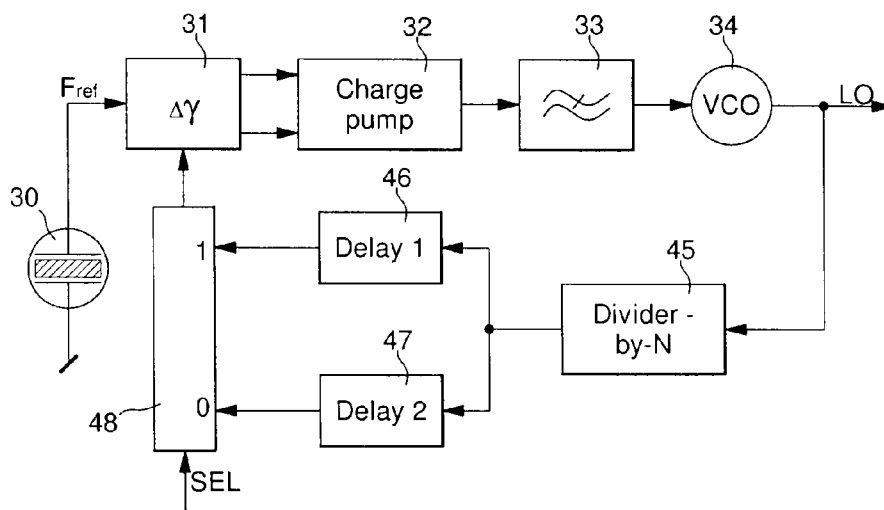 31
32
33
34
Fref
Δγ
Charge
pump
VCO
LO
30
46
1
Delay 1
45
Divider -
by-N
47
0
Delay 2
48
SEL